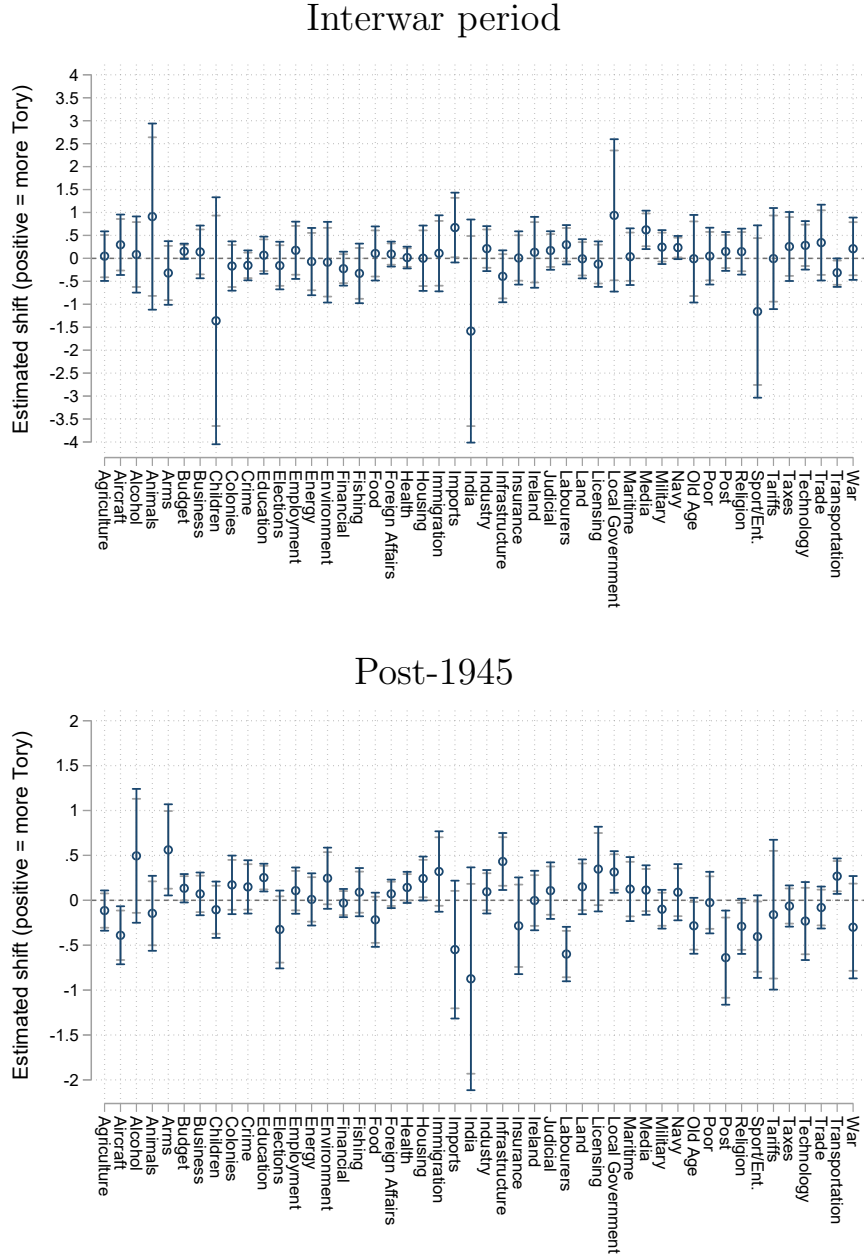 Interwar period
Estimated shift (positive = more Tory)
4
3.5
3
2.5
2
1.5
1
.5
0
-.5
-1
-1.5
-2
-2.5
-3
-3.5
-4
Agriculture
Aircraft
Alcohol
Animals
Arms
Budget
Business
Children
Colonies
Crime
Education
Elections
Employment
Energy
Environment
Financial
Fishing
Food
Foreign Affairs
Health
Housing
Immigration
Imports
India
Industry
Infrastructure
Insurance
Ireland
Judicial
Labourers
Land
Licensing
Local Government
Maritime
Media
Military
Navy
Old Age
Poor
Post
Religion
Sport/Ent.
Tariffs
Taxes
Technology
Trade
Transportation
War
Post-1945
Estimated shift (positive = more Tory)
2
1.5
1
.5
0
-.5
-1
-1.5
-2
Agriculture
Aircraft
Alcohol
Animals
Arms
Budget
Business
Children
Colonies
Crime
Education
Elections
Employment
Energy
Environment
Financial
Fishing
Food
Foreign Affairs
Health
Housing
Immigration
Imports
India
Industry
Infrastructure
Insurance
Ireland
Judicial
Labourers
Land
Licensing
Local Government
Maritime
Media
Military
Navy
Old Age
Poor
Post
Religion
Sport/Ent.
Tariffs
Taxes
Technology
Trade
Transportation
War